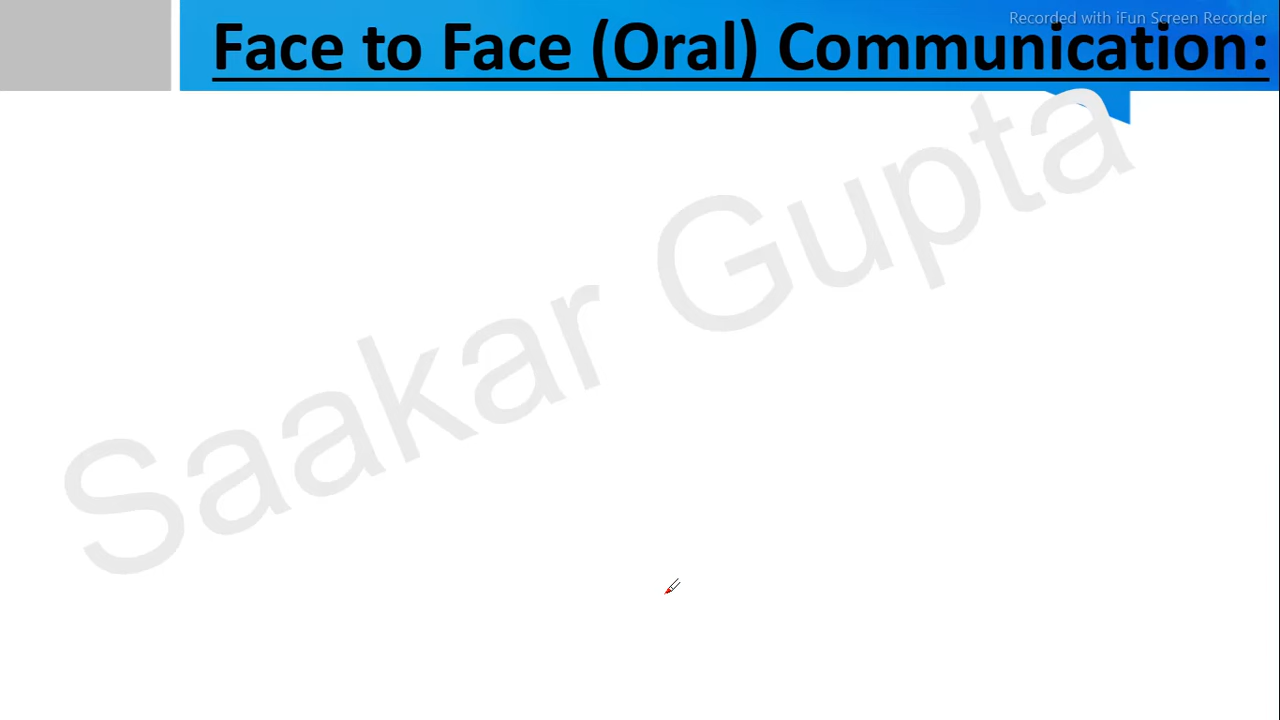 Recorded with iFun Screen Recorder
Face to Face (Oral) Communication:
Saakar Gupta